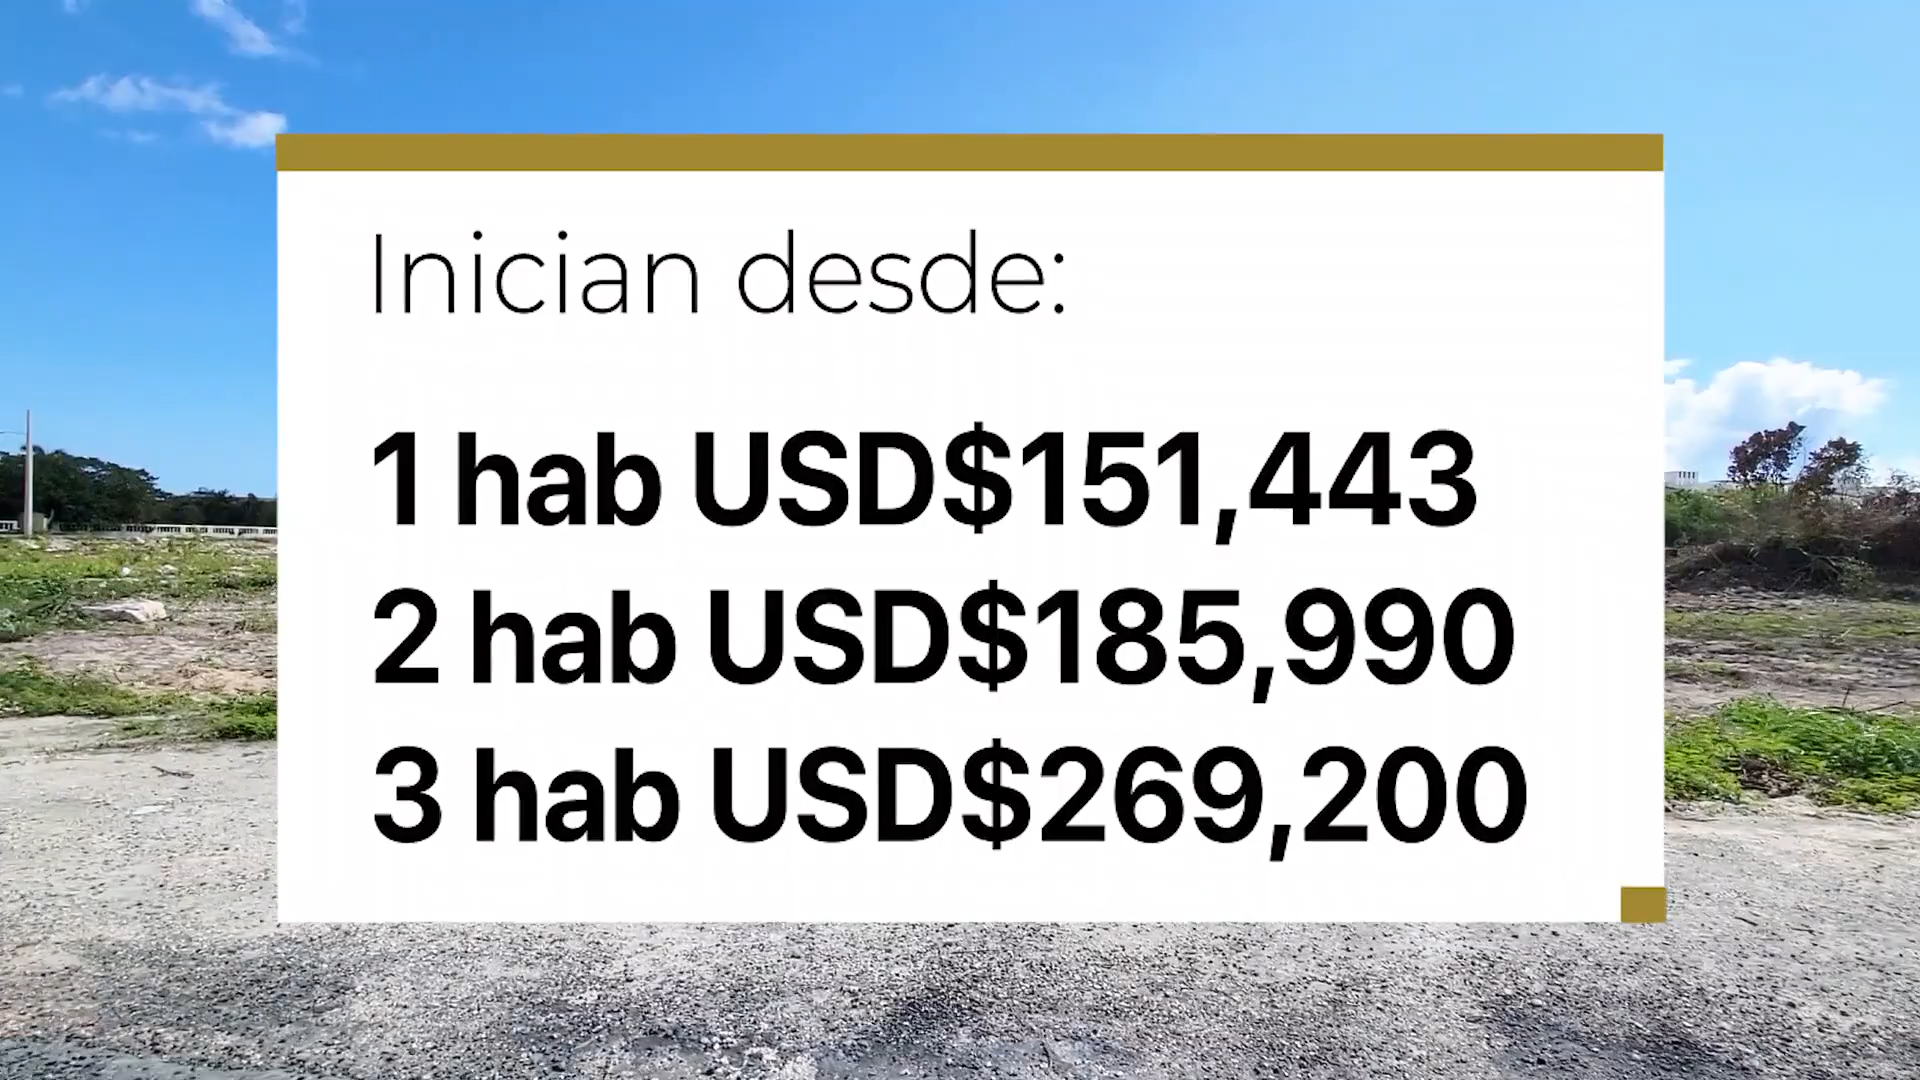 Inician desde:
1 hab USD$151,443
2 hab USD$185,990
3 hab USD$269,200